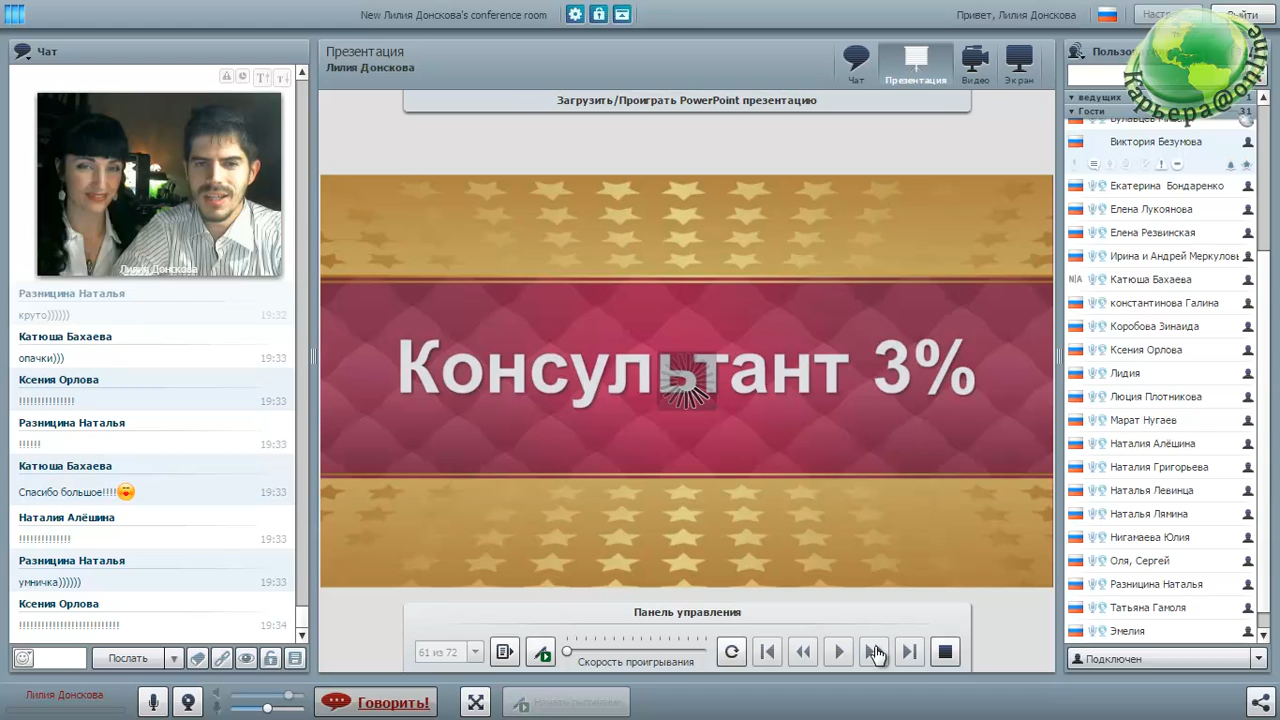 New Лилия Донскова's conference room
Привет, Лилия Донскова
Выйти
Чат
Презентация
Лилия Донскова
Чат
Презентация
Видео
Экран
Карьера@online
Загрузить/Проиграть PowerPoint презентацию
Лилия Донскова
Разницина Наталья
круто)))))) 19:32
Катюша Бахаева
опачки))) 19:33
Ксения Орлова
!!!!!!!!!!!!!!! 19:33
Разницина Наталья
!!!!!! 19:33
Катюша Бахаева
Спасибо большое!!!! 19:33
Наталия Алёшина
!!!!!!!!!!!!!! 19:33
Разницина Наталья
умничка)))))) 19:33
Ксения Орлова
!!!!!!!!!!!!!!!!!!!!!!!!!!! 19:34
Послать
Консультант 3%
Панель управления
61 из 72
Скорость проигрывания
ведущих 1
Гости 31
Виктория Безумова
Екатерина Бондаренко
Елена Лукоянова
Елена Резвинская
Ирина и Андрей Меркуловы
N/A Катюша Бахаева
константинова Галина
Коробова Зинаида
Ксения Орлова
Лидия
Люция Плотникова
Марат Нугаев
Наталия Алёшина
Наталия Григорьева
Наталья Левинца
Наталья Лямина
Нигамаева Юлия
Оля, Сергей
Разницина Наталья
Татьяна Гамоля
Эмелия
Подключен
Лилия Донскова
Говорить!